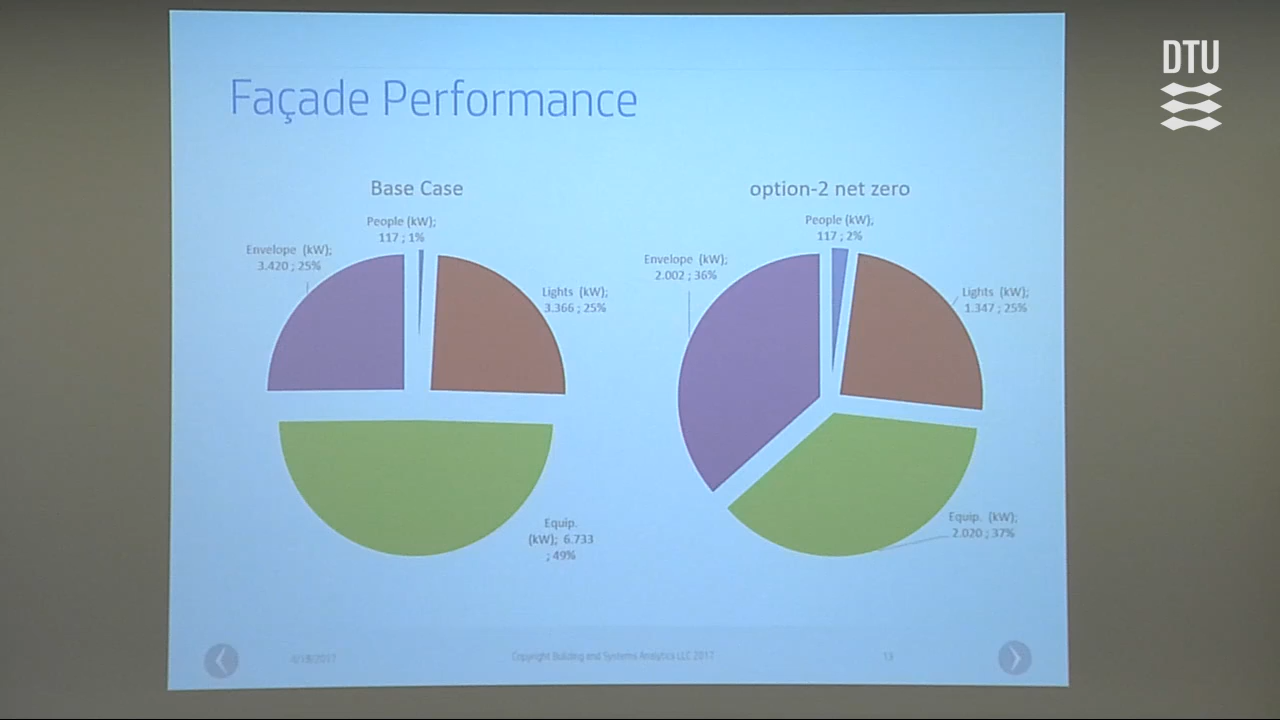 DTU
Façade Performance
Base Case
People (kW);
117 ; 1%
Envelope (kW);
3.420 ; 25%
Lights (kW);
3.366 ; 25%
Equip.
(kW); 6.733
; 49%
option-2 net zero
People (kW);
117 ; 2%
Envelope (kW);
2.002 ; 36%
Lights (kW);
1.347 ; 25%
Equip. (kW);
2.020 ; 37%
Copyright Building and Systems Analytics LLC 2017
13